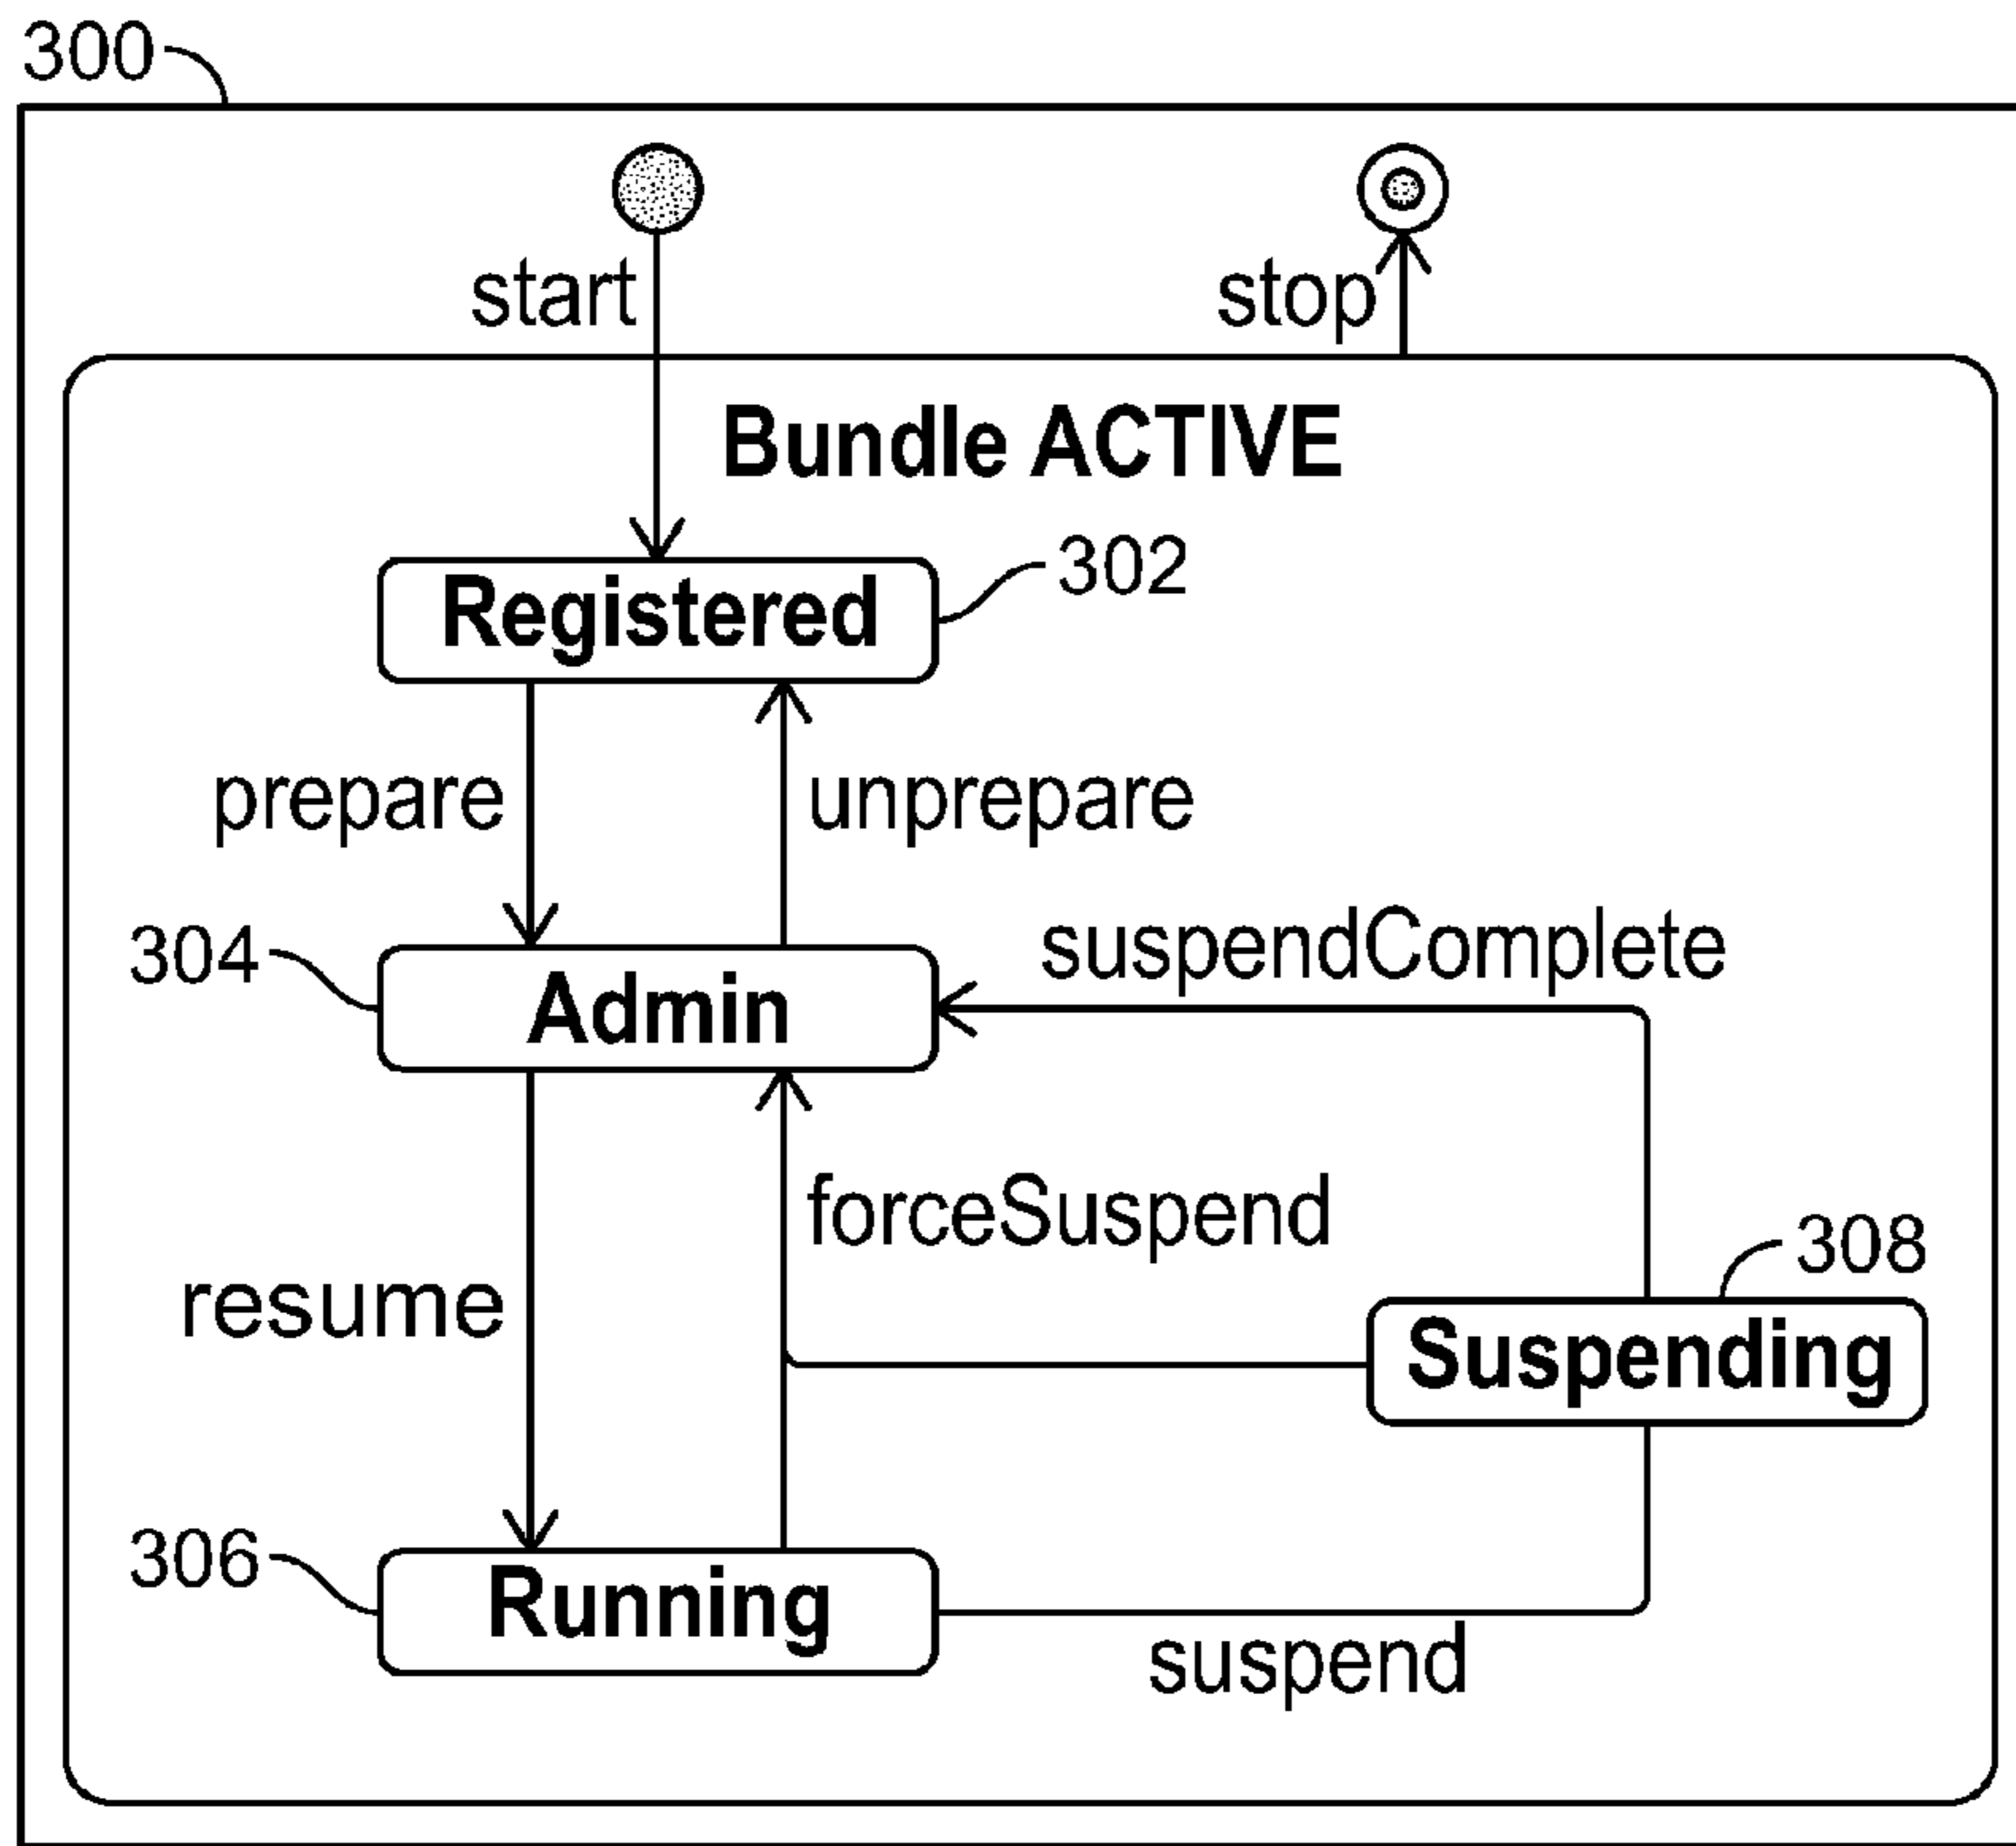 300
start
stop
Bundle ACTIVE
302
Registered
prepare
unprepare
304
Admin
suspendComplete
forceSuspend
308
resume
Suspending
306
Running
suspend